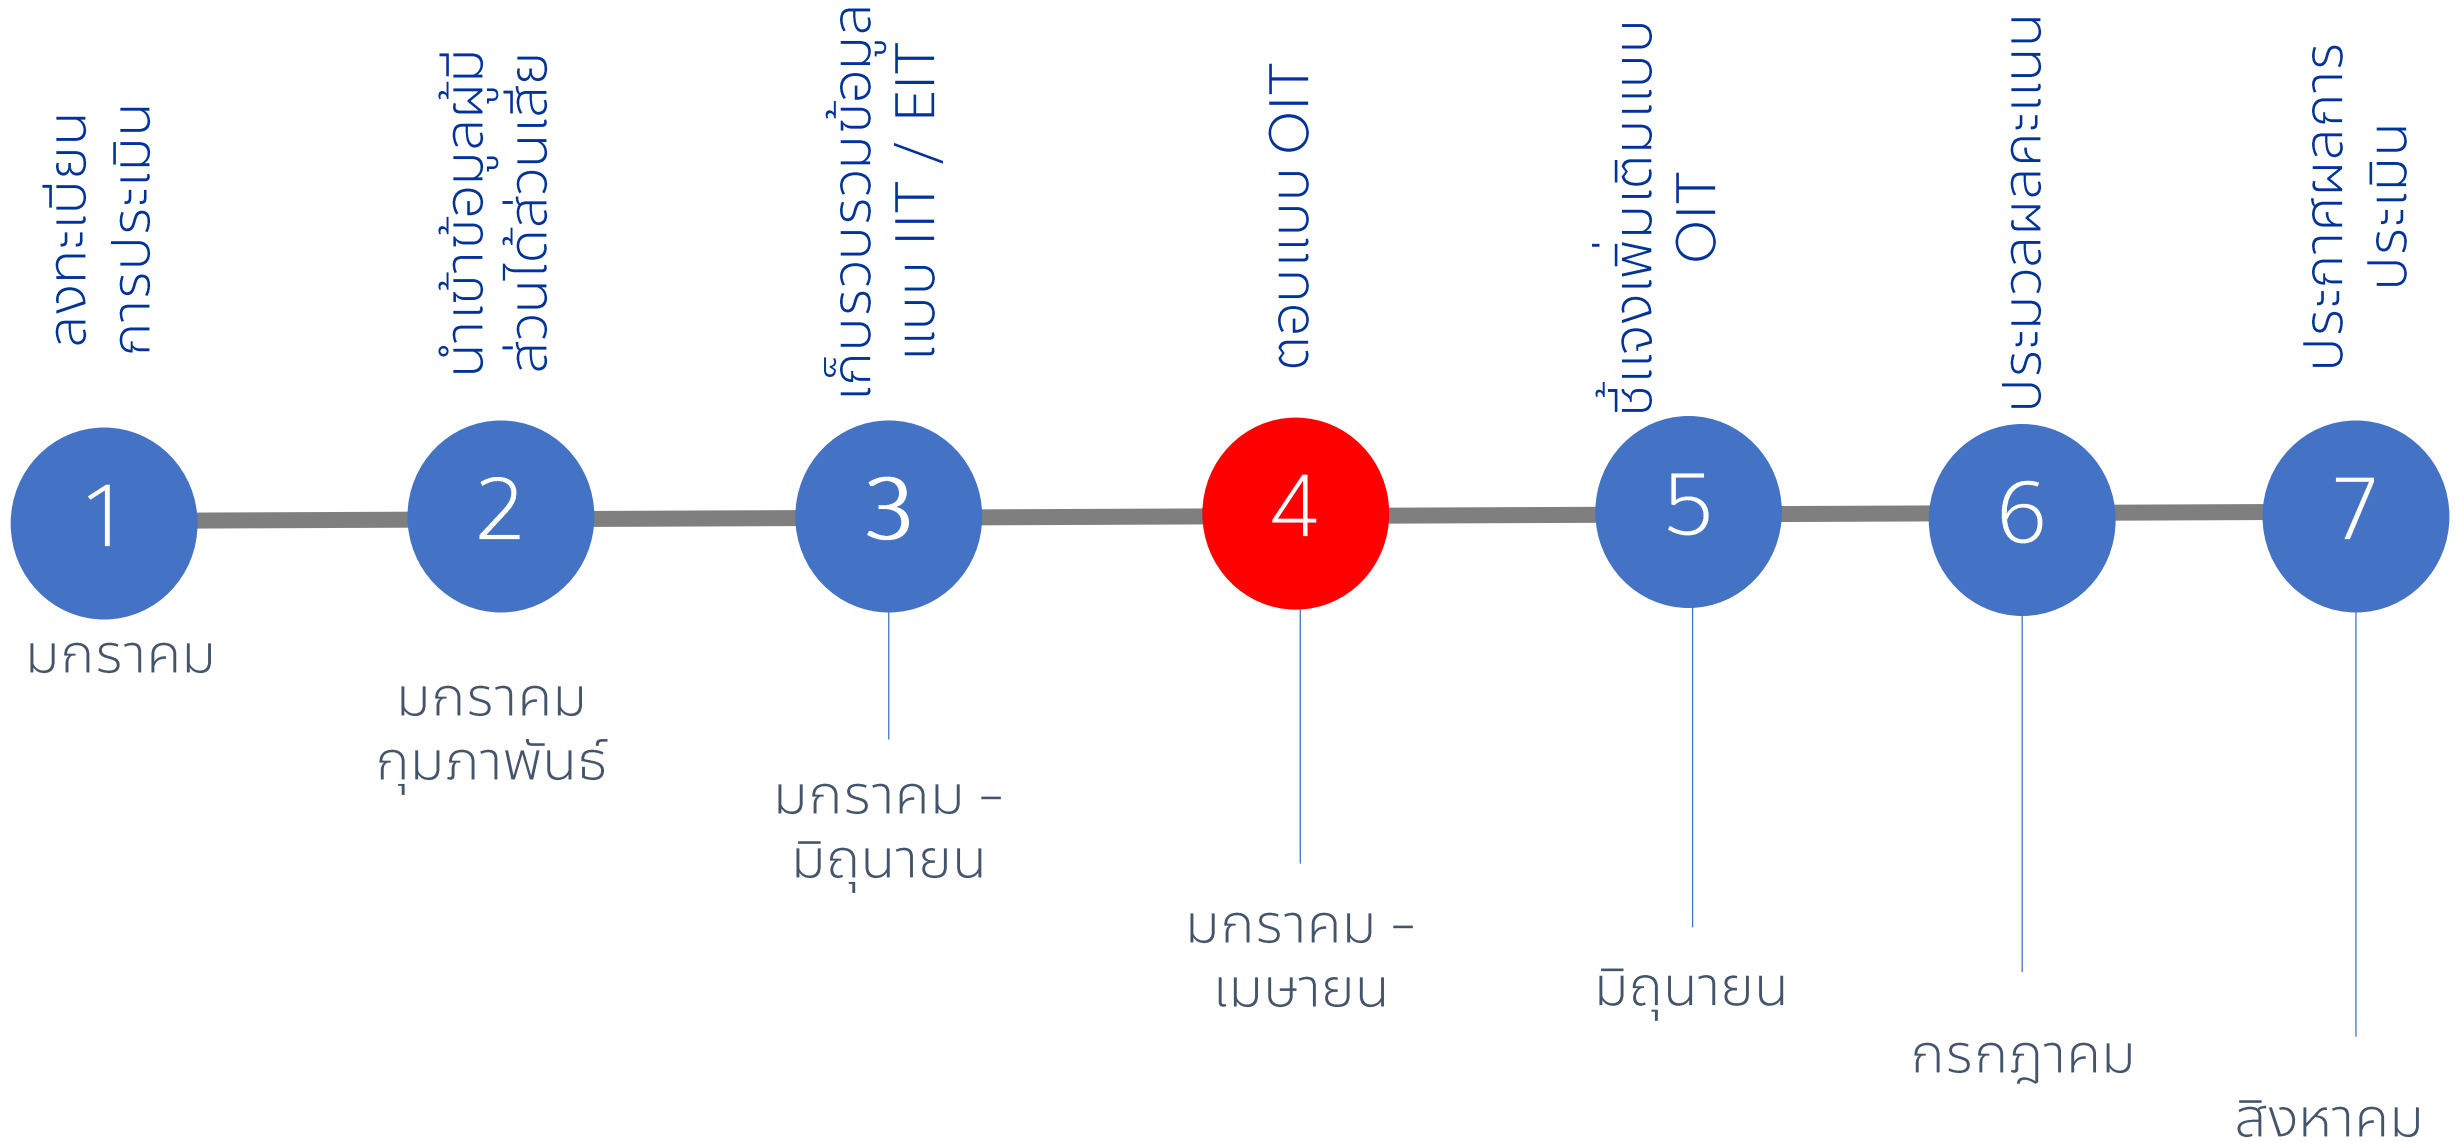 ลงทะเบียน
การประเมิน
นำเข้าข้อมูลผู้มี
ส่วนได้ส่วนเสีย
เก็บรวบรวมข้อมูล
แบบ IIT / EIT
ตอบแบบ OIT
ชี้แจงเพิ่มเติมแบบ
OIT
ประมวลผลคะแนน
ประกาศผลการ
ประเมิน
1
2
3
4
5
6
7
มกราคม
มกราคม
กุมภาพันธ์
มกราคม –
มิถุนายน
มกราคม –
เมษายน
มิถุนายน
กรกฎาคม
สิงหาคม